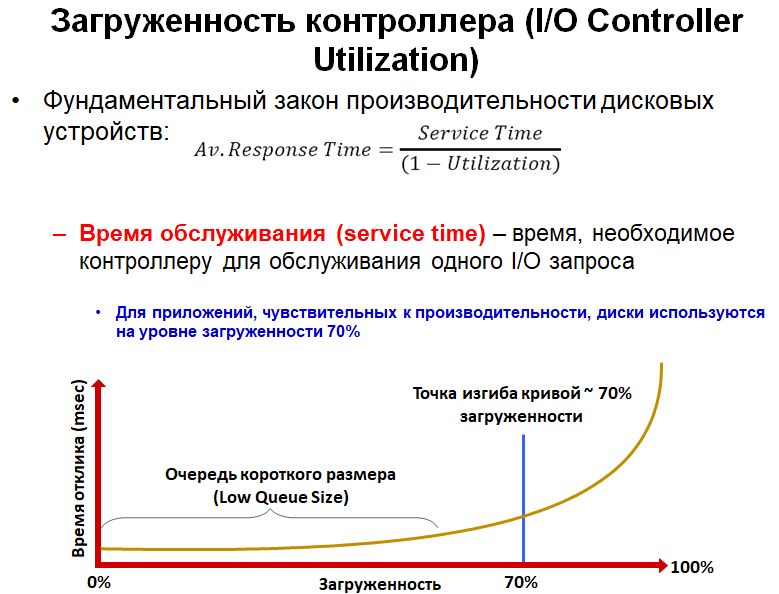 Загруженность контроллера (I/O Controller
Utilization)
• Фундаментальный закон производительности дисковых
устройств:
Av. Response Time = Service Time / (1 − Utilization)
– Время обслуживания (service time) – время, необходимое
контроллеру для обслуживания одного I/O запроса
• Для приложений, чувствительных к производительности, диски используются
на уровне загруженности 70%
Время отклика (msec)
Точка изгиба кривой ~ 70%
загруженности
Очередь короткого размера
(Low Queue Size)
0%
Загруженность
70%
100%